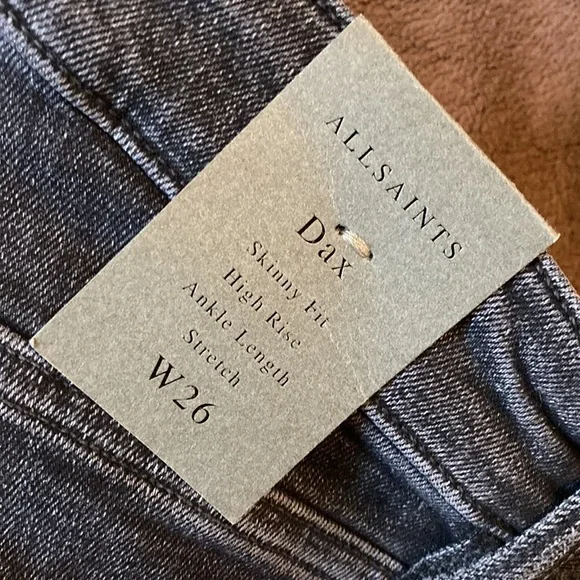 ALLSAINTS
Dax
Skinny Fit
High Rise
Ankle Length
Stretch
W26